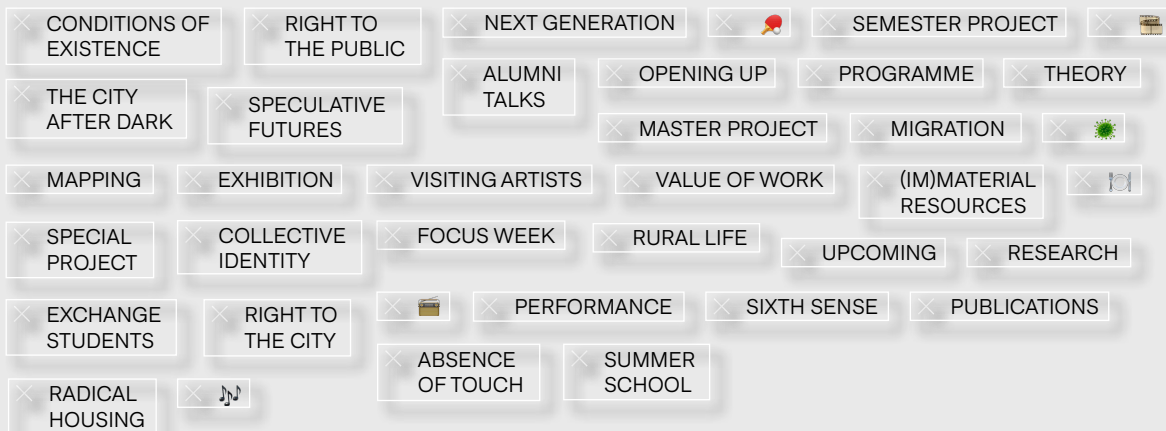 CONDITIONS OF
EXISTENCE
RIGHT TO
THE PUBLIC
NEXT GENERATION
SEMESTER PROJECT
THE CITY
AFTER DARK
SPECULATIVE
FUTURES
ALUMNI
TALKS
OPENING UP
PROGRAMME
THEORY
MASTER PROJECT
MIGRATION
MAPPING
EXHIBITION
VISITING ARTISTS
VALUE OF WORK
(IM)MATERIAL
RESOURCES
SPECIAL
PROJECT
COLLECTIVE
IDENTITY
FOCUS WEEK
RURAL LIFE
UPCOMING
RESEARCH
EXCHANGE
STUDENTS
RIGHT TO
THE CITY
PERFORMANCE
SIXTH SENSE
PUBLICATIONS
ABSENCE
OF TOUCH
SUMMER
SCHOOL
RADICAL
HOUSING